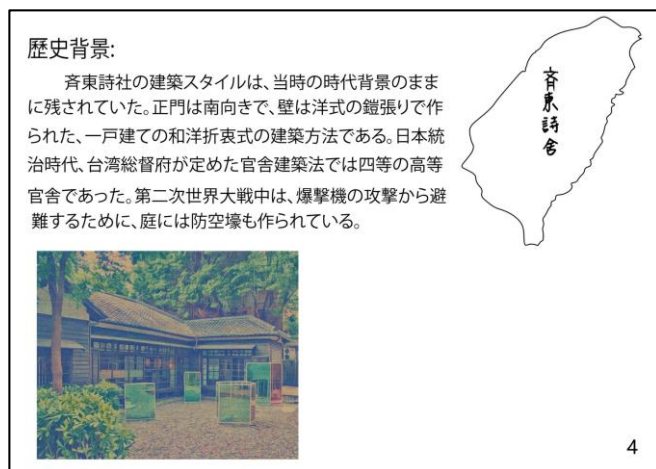 歴史背景:
斉東詩社の建築スタイルは、当時の時代背景のまま
に残されていた。正門は南向きで、壁は洋式の鎧張りで作
られた、一戸建ての和洋折衷式の建築方法である。日本統
治時代、台湾総督府が定めた官舎建築法では四等の高等
官舎であった。第二次世界大戦中は、爆撃機の攻撃から避
難するために、庭には防空壕も作られている。
斉東詩舍
4